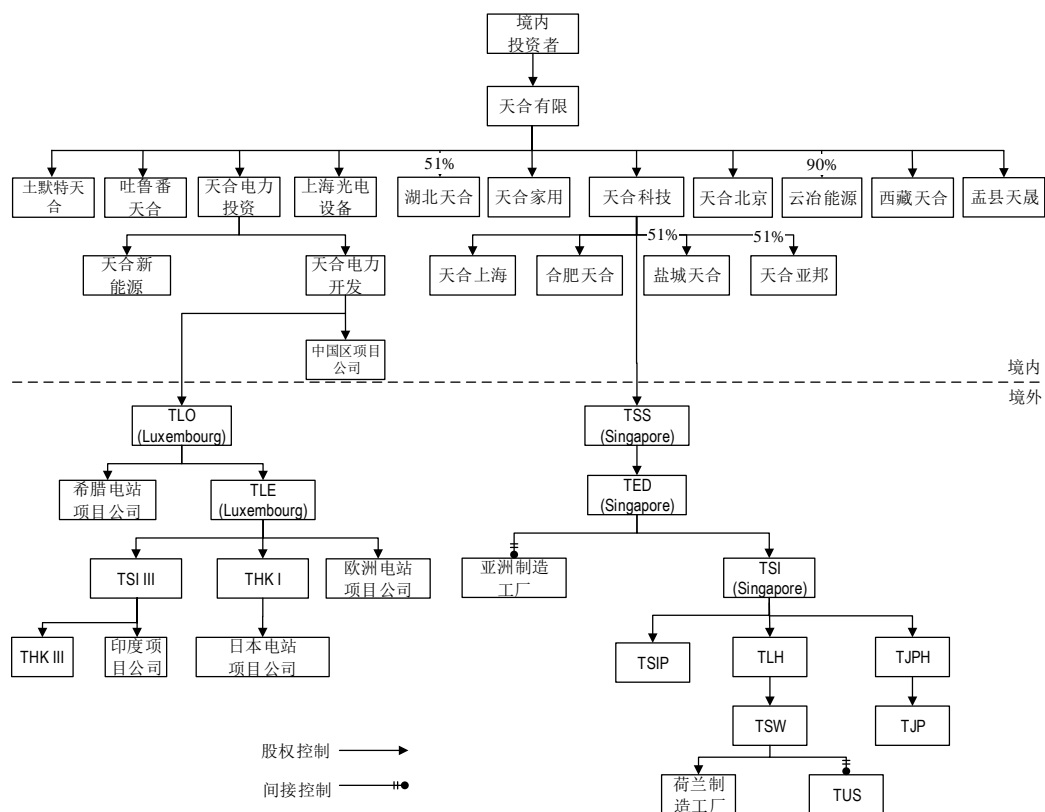 境内
投资者
天合有限
51%
90%
土默特天
合
吐鲁番
天合
天合电力
投资
上海光电
设备
湖北天合
天合家用
天合科技
天合北京
云冶能源
西藏天合
盂县天晟
51%
51%
天合新
能源
天合电力
开发
天合上海
合肥天合
盐城天合
天合亚邦
中国区项目
公司
境内
境外
TLO
(Luxembourg)
TSS
(Singapore)
希腊电站
项目公司
TLE
(Luxembourg)
TED
(Singapore)
TSI III
THK I
欧洲电站
项目公司
亚洲制造
工厂
TSI
(Singapore)
THK III
印度项
目公司
日本电站
项目公司
TSIP
TLH
TJPH
TSW
TJP
股权控制
间接控制
荷兰制
造工厂
TUS